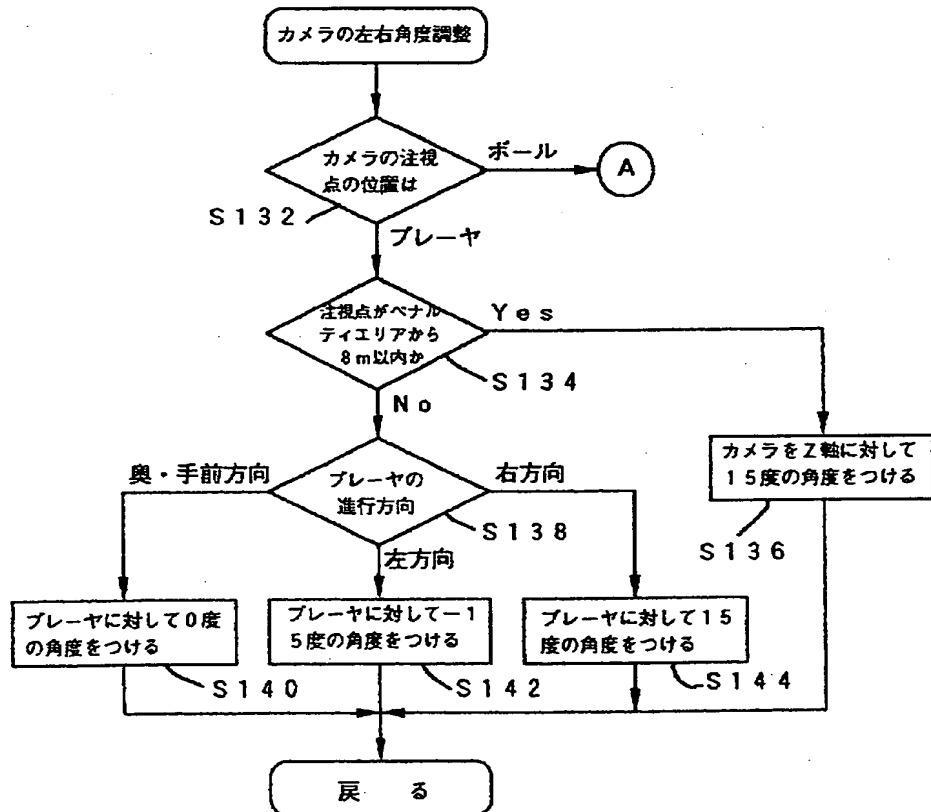 カメラの左右角度調整
カメラの注視
点の位置は
ボール
A
S132
プレーヤ
注視点がペナル
ティエリアから
8m以内か
Yes
S134
No
カメラをZ軸に対して
15度の角度をつける
S136
奥・手前方向
プレーヤの
進行方向
右方向
S138
左方向
プレーヤに対して0度
の角度をつける
S140
プレーヤに対して−1
5度の角度をつける
S142
プレーヤに対して15
度の角度をつける
S144
戻る